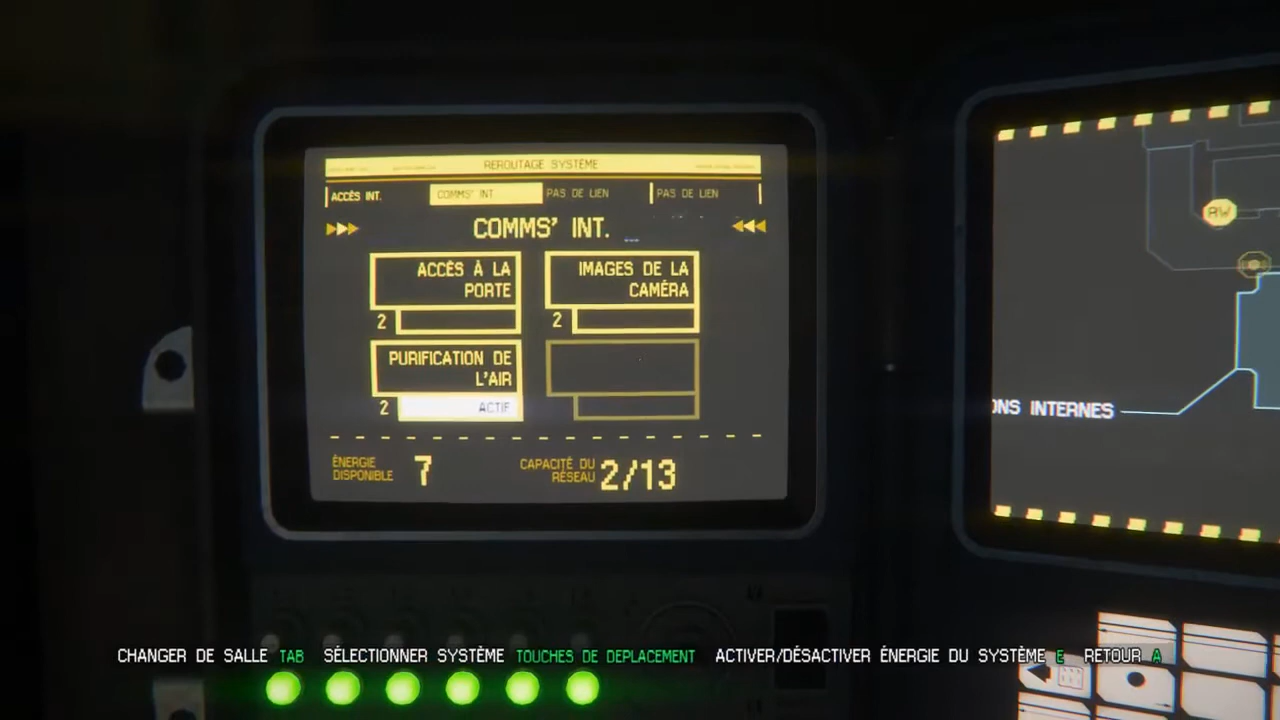 REROUTAGE SYSTÈME
ACCÈS INT. COMMS' INT PAS DE LIEN PAS DE LIEN
COMMS' INT.
ACCÈS À LA
PORTE
2
IMAGES DE LA
CAMÉRA
2
PURIFICATION DE
L'AIR
2 ACTIF
ÉNERGIE
DISPONIBLE 7
CAPACITÉ DU
RÉSEAU 2/13
RW
ONS INTERNES
CHANGER DE SALLE TAB SÉLECTIONNER SYSTÈME TOUCHES DE DEPLACEMENT ACTIVER/DÉSACTIVER ÉNERGIE DU SYSTÈME E RETOUR A